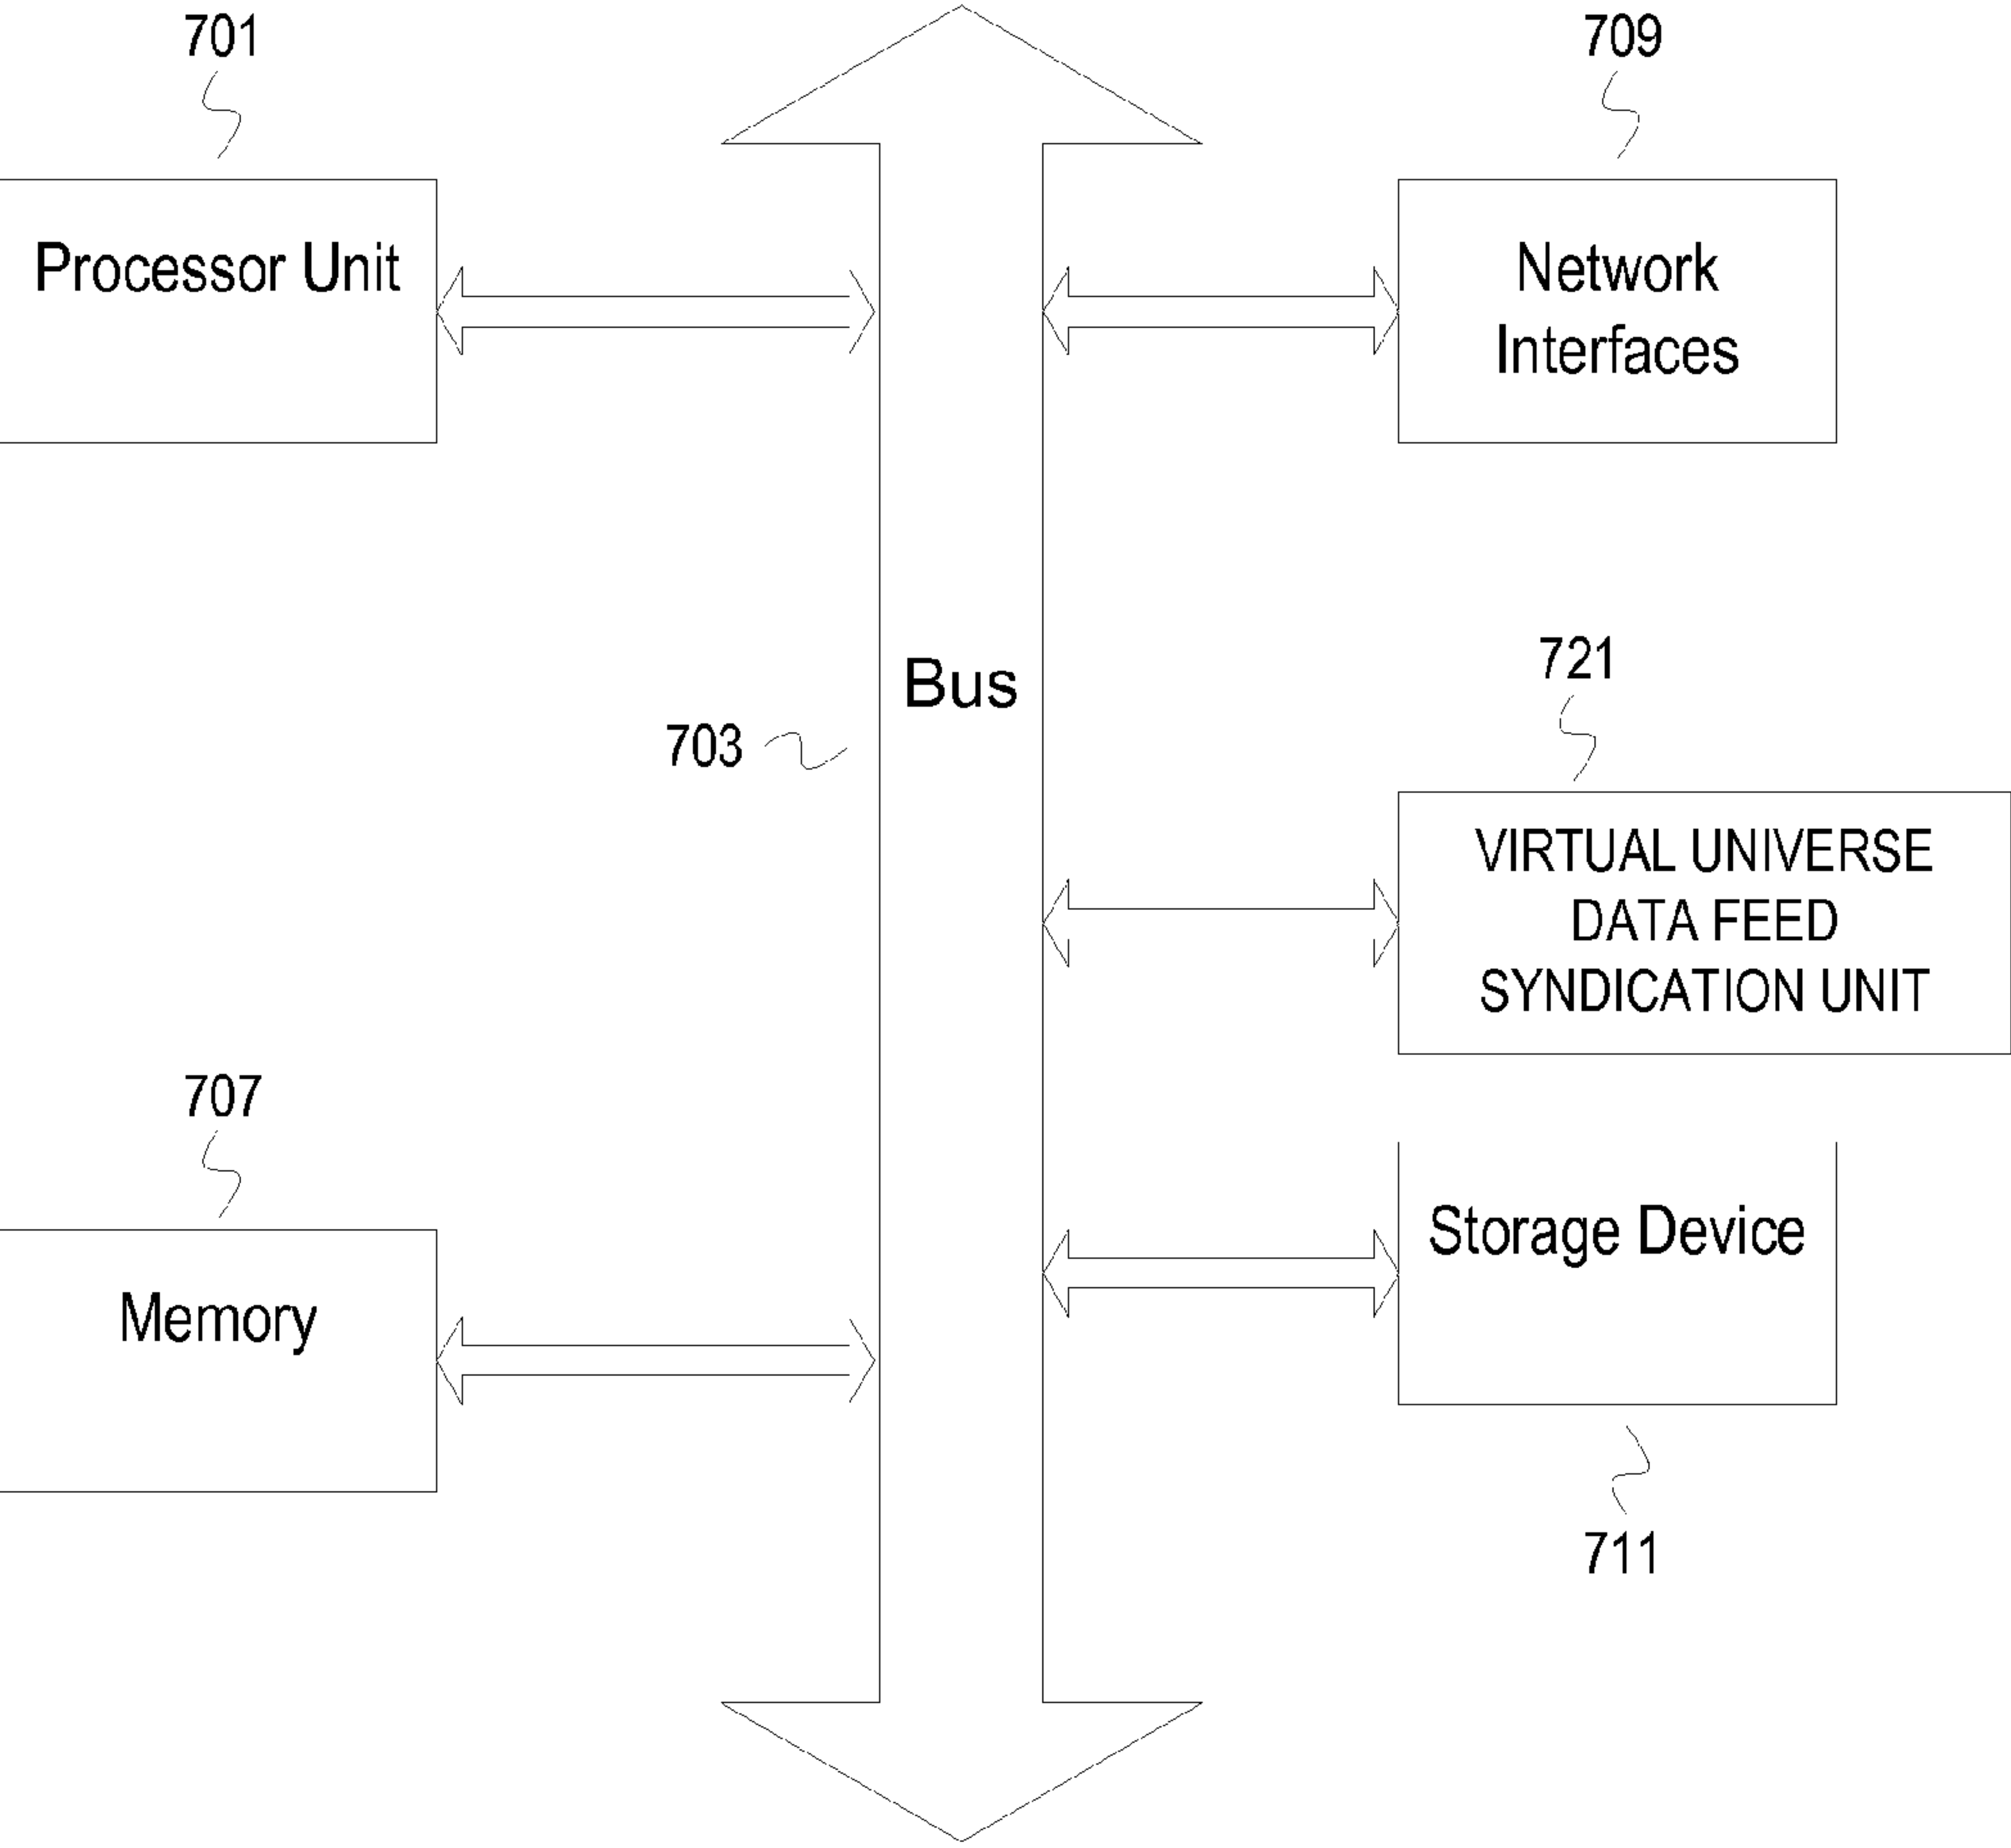 701
709
Processor Unit
Network
Interfaces
Bus
721
703
VIRTUAL UNIVERSE
DATA FEED
SYNDICATION UNIT
707
Storage Device
Memory
711